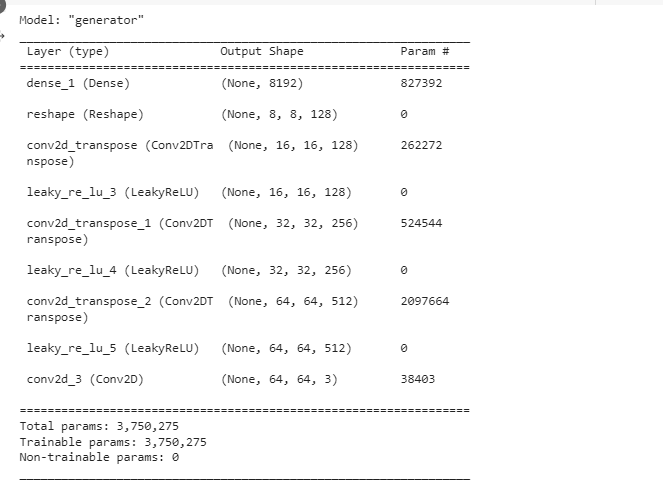 Model: "generator"
Layer (type) Output Shape Param #
dense_1 (Dense) (None, 8192) 827392
reshape (Reshape) (None, 8, 8, 128) 0
conv2d_transpose (Conv2DTra (None, 16, 16, 128) 262272
nspose)
leaky_re_lu_3 (LeakyReLU) (None, 16, 16, 128) 0
conv2d_transpose_1 (Conv2DT (None, 32, 32, 256) 524544
ranspose)
leaky_re_lu_4 (LeakyReLU) (None, 32, 32, 256) 0
conv2d_transpose_2 (Conv2DT (None, 64, 64, 512) 2097664
ranspose)
leaky_re_lu_5 (LeakyReLU) (None, 64, 64, 512) 0
conv2d_3 (Conv2D) (None, 64, 64, 3) 38403
Total params: 3,750,275
Trainable params: 3,750,275
Non-trainable params: 0